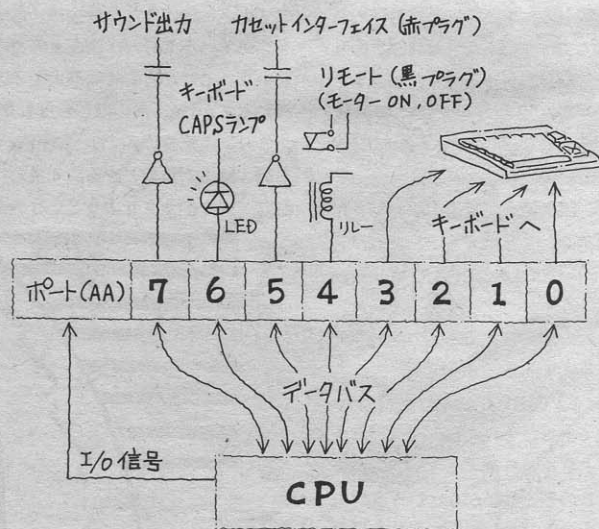 サウンド出力
カセットインターフェイス(赤プラグ)
キーボード
CAPSランプ
リモート(黒プラグ)
(モーターON,OFF)
LED
リレー
キーボードへ
ポート(AA) 7 6 5 4 3 2 1 0
データバス
I/O信号
CPU